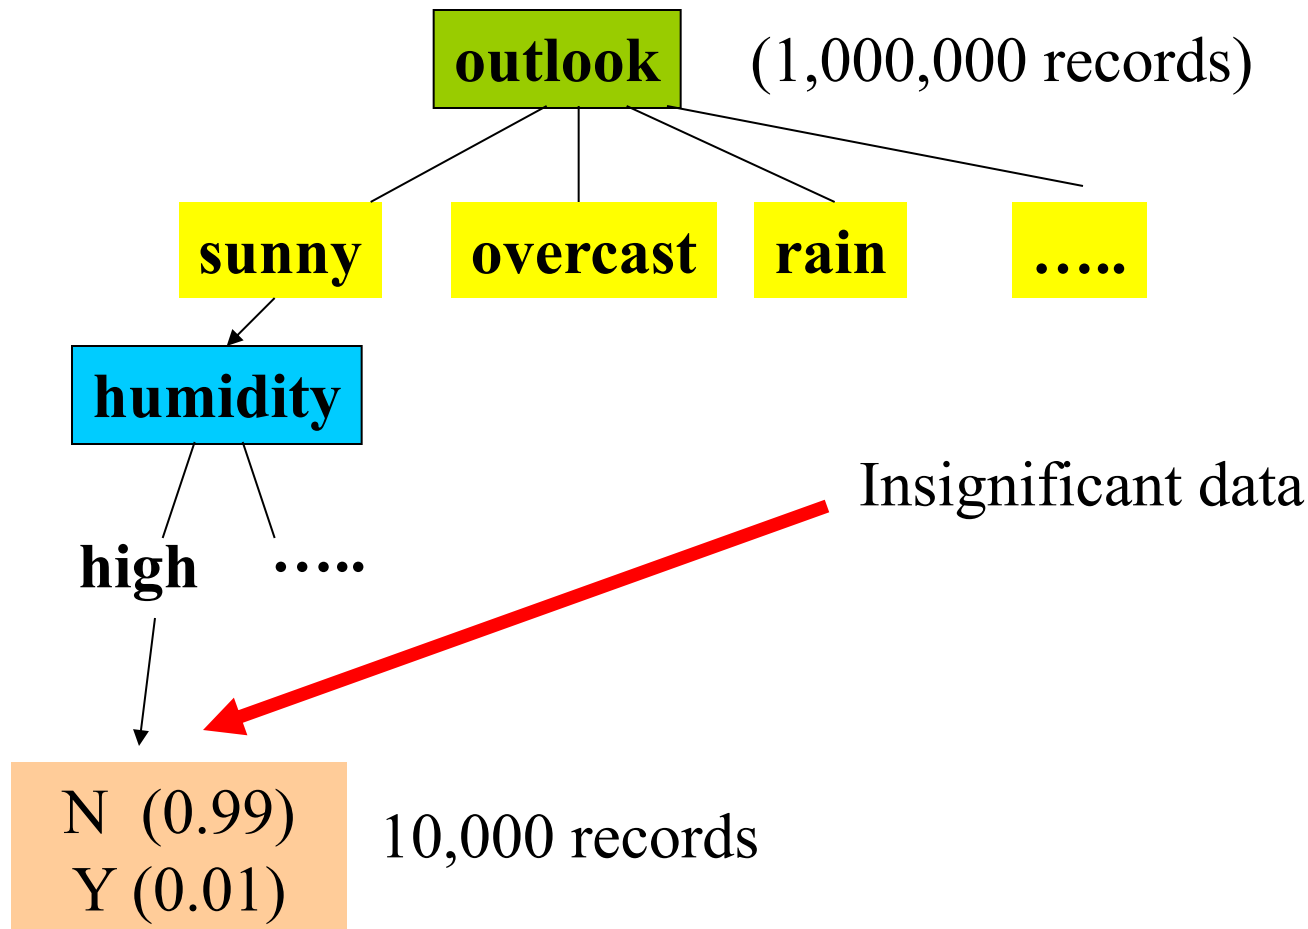 outlook (1,000,000 records)
sunny overcast rain …..
humidity
Insignificant data
high …..
N (0.99)
10,000 records
Y (0.01)